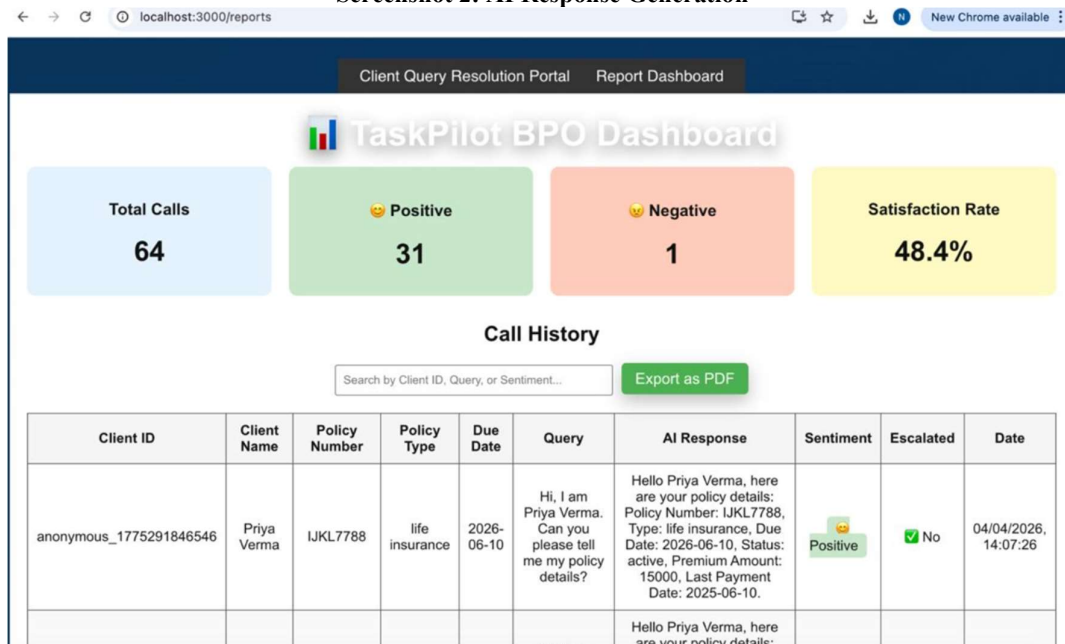 Screenshot 2: AI Response Generation
localhost:3000/reports
N
New Chrome available
Client Query Resolution Portal Report Dashboard
TaskPilot BPO Dashboard
Total Calls
64
Positive
31
Negative
1
Satisfaction Rate
48.4%
Call History
Search by Client ID, Query, or Sentiment...
Export as PDF
Client ID
Client
Name
Policy
Number
Policy
Type
Due
Date
Query
AI Response
Sentiment
Escalated
Date
anonymous_1775291846546
Priya
Verma
IJKL7788
life
insurance
2026-
06-10
Hi, I am
Priya Verma.
Can you
please tell
me my policy
details?
Hello Priya Verma, here
are your policy details:
Policy Number: IJKL7788,
Type: life insurance, Due
Date: 2026-06-10, Status:
active, Premium Amount:
15000, Last Payment
Date: 2025-06-10.
Positive
No
04/04/2026,
14:07:26
Hello Priya Verma, here
are your policy details: